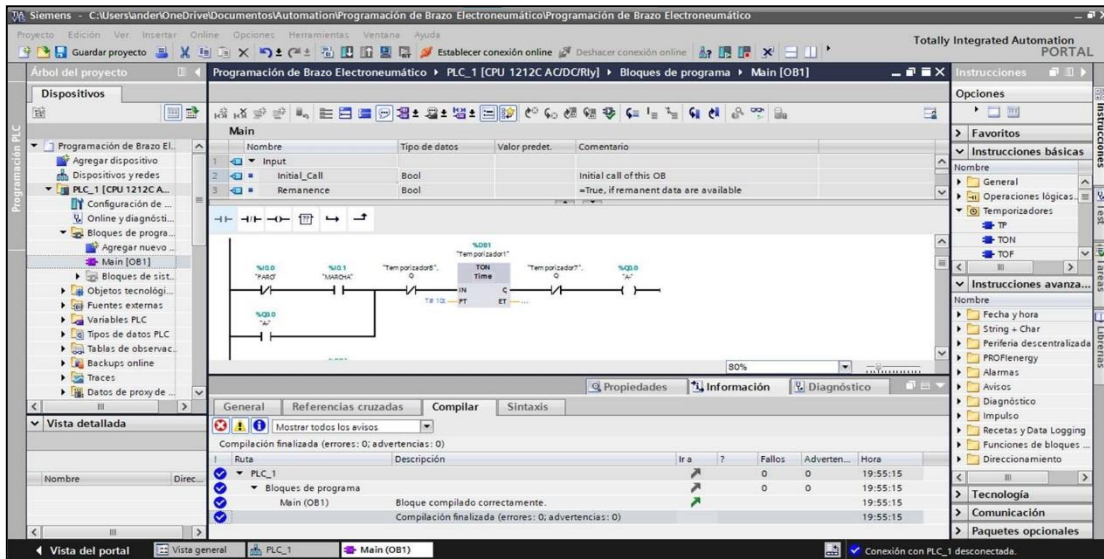 Siemens - C:\Users\ander\OneDrive\Documentos\Automation\Programación de Brazo Electroneumático\Programación de Brazo Electroneumático
Proyecto Edición Ver Insertar Online Opciones Herramientas Ventana Ayuda
Guardar proyecto Establecer conexión online Deshacer conexión online
Totally Integrated Automation
PORTAL
Árbol del proyecto
Programación de Brazo Electroneumático PLC_1 [CPU 1212C AC/DC/Rly] Bloques de programa Main [OB1]
Instrucciones
Dispositivos
Opciones
Programación PLC
Programación de Brazo El..
Agregar dispositivo
Dispositivos y redes
PLC_1 [CPU 1212C A...
Configuración de ...
Online y diagnósti...
Bloques de progra...
Agregar nuevo ...
Main [OB1]
Bloques de sist...
Objetos tecnológi...
Fuentes externas
Variables PLC
Tipos de datos PLC
Tablas de observac...
Backups online
Traces
Datos de proxy de ...
Vista detallada
Nombre Direc...
Main
Nombre Tipo de datos Valor predet. Comentario
1 Input
2 Initial_Call Bool Initial call of this OB
3 Remanence Bool =True, if remanent data are available
%DB1
"Temporizador1"
%I0.0 %I0.1 "Temporizador8". TON "Temporizador7". %Q0.0
"PARO" "MARCHA" Q Time Q "A-"
IN Q
T# 10s PT ET ...
%Q0.0
"A-"
80%
Propiedades Información Diagnóstico
General Referencias cruzadas Compilar Sintaxis
Mostrar todos los avisos
Compilación finalizada (errores: 0; advertencias: 0)
! Ruta Descripción Ir a ? Fallos Adverten... Hora
PLC_1 0 0 19:55:15
Bloques de programa 0 0 19:55:15
Main (OB1) Bloque compilado correctamente. 19:55:15
Compilación finalizada (errores: 0; advertencias: 0) 19:55:15
Favoritos
Instrucciones básicas
Nombre
General
Operaciones lógicas...
Temporizadores
TP
TON
TOF
Instrucciones avanza...
Nombre
Fecha y hora
String + Char
Periferia descentralizada
PROFIenergy
Alarmas
Avisos
Diagnóstico
Impulso
Recetas y Data Logging
Funciones de bloques ...
Direccionamiento
Tecnología
Comunicación
Paquetes opcionales
Instrucciones
Test
Tareas
Librerías
Vista del portal Vista general PLC_1 Main (OB1) Conexión con PLC_1 desconectada.